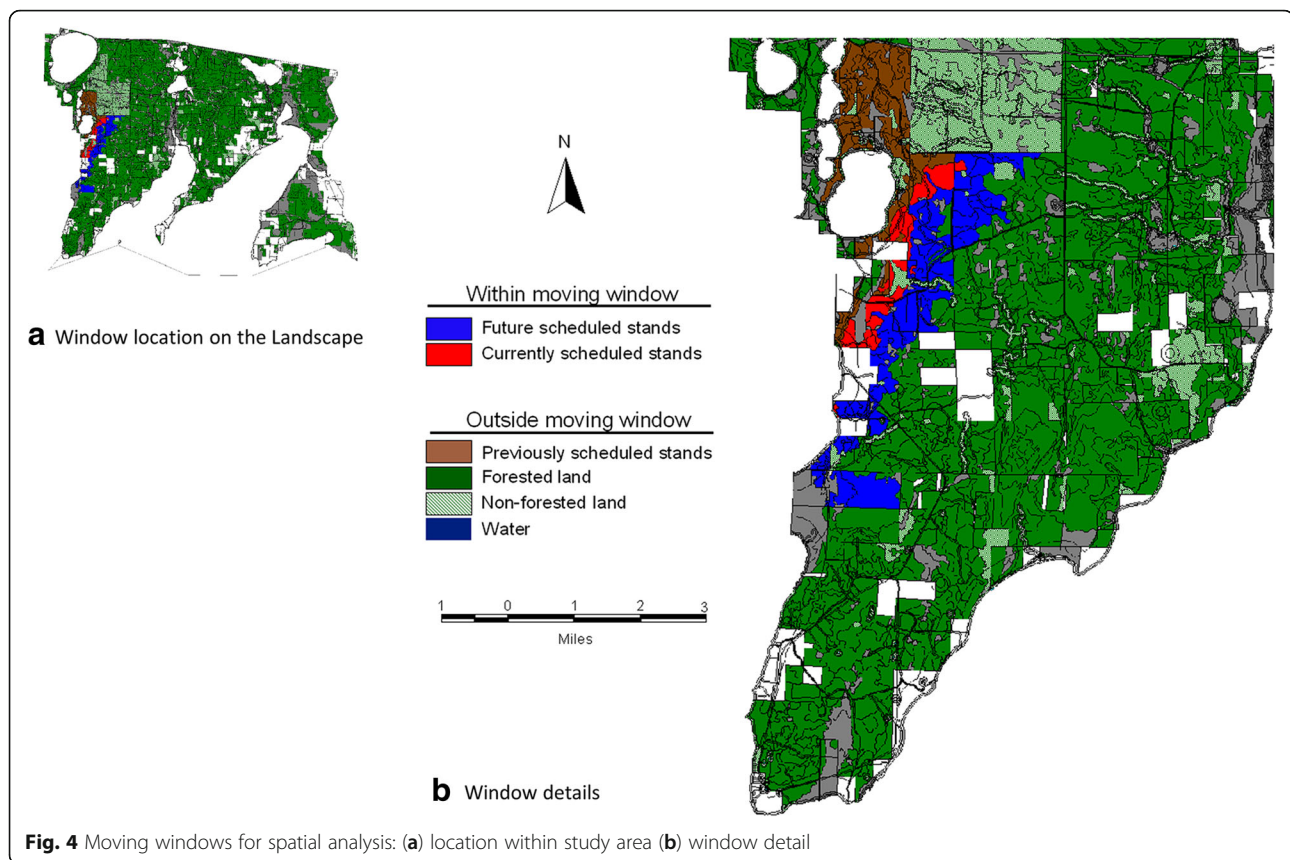 N
a Window location on the Landscape
Within moving window
Future scheduled stands
Currently scheduled stands
Outside moving window
Previously scheduled stands
Forested land
Non-forested land
Water
1 0 1 2 3
Miles
b Window details
Fig. 4 Moving windows for spatial analysis: (a) location within study area (b) window detail